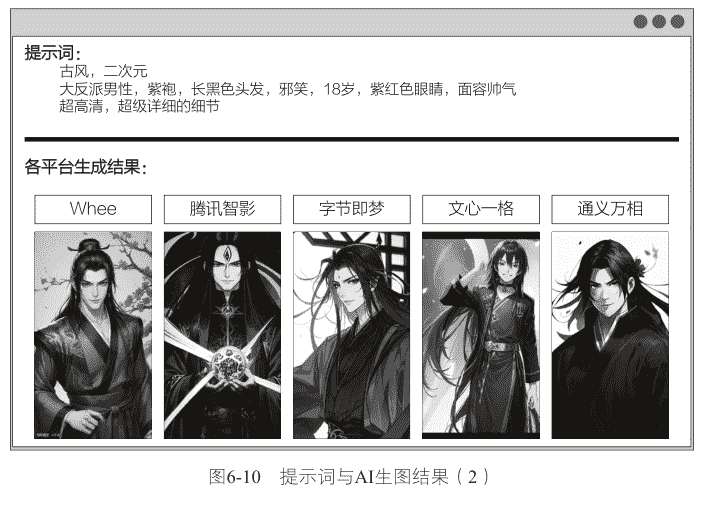 提示词：
古风，二次元
大反派男性，紫袍，长黑色头发，邪笑，18岁，紫红色眼睛，面容帅气
超高清，超级详细的细节
各平台生成结果：
Whee
腾讯智影
字节即梦
文心一格
通义万相
图6-10 提示词与AI生图结果（2）